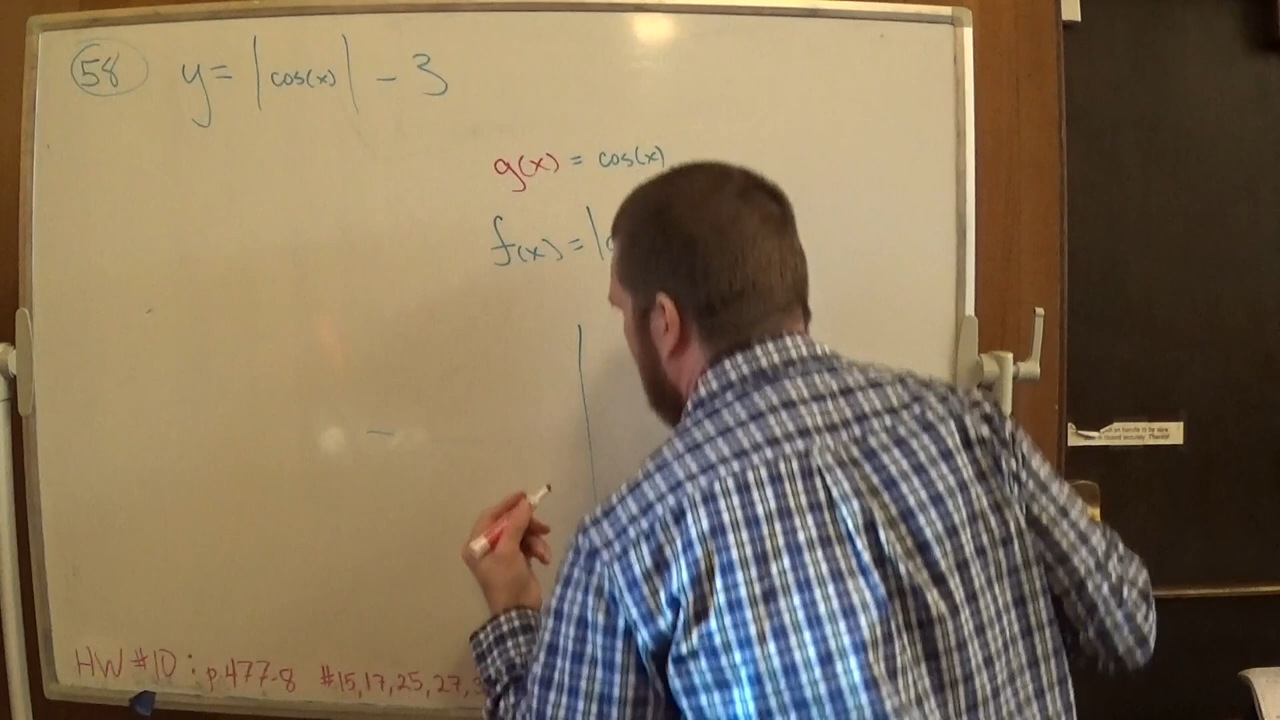 58 y = |cos(x)| - 3
g(x) = cos(x)
f(x) = |
HW #10 : p.477-8 #15, 17, 25, 27,